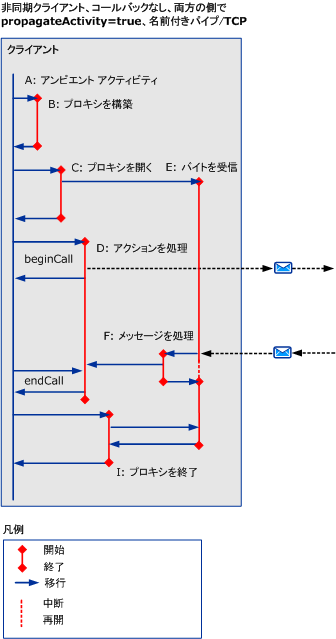 非同期クライアント、コールバックなし、両方の側で
propagateActivity=true、名前付きパイプ/TCP
クライアント
A: アンビエント アクティビティ
B: プロキシを構築
C: プロキシを開く
E: バイトを受信
D: アクションを処理
beginCall
F: メッセージを処理
endCall
I: プロキシを終了
凡例
開始
終了
移行
中断
再開